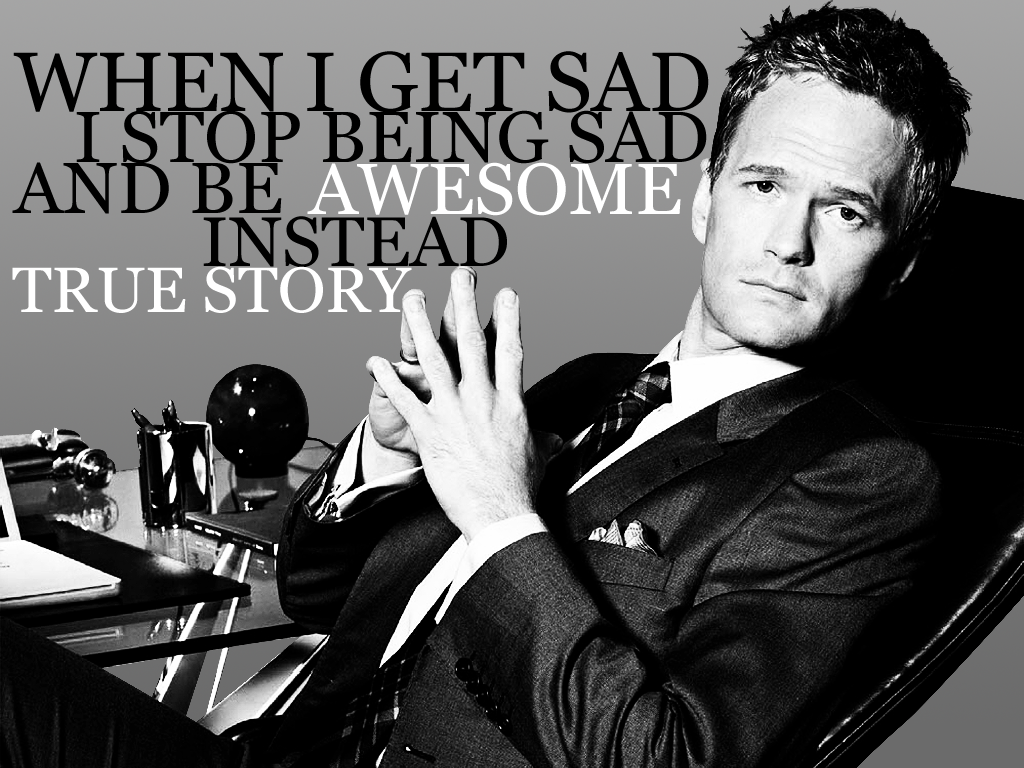 WHEN I GET SAD
I STOP BEING SAD
AND BE AWESOME
INSTEAD
TRUE STORY